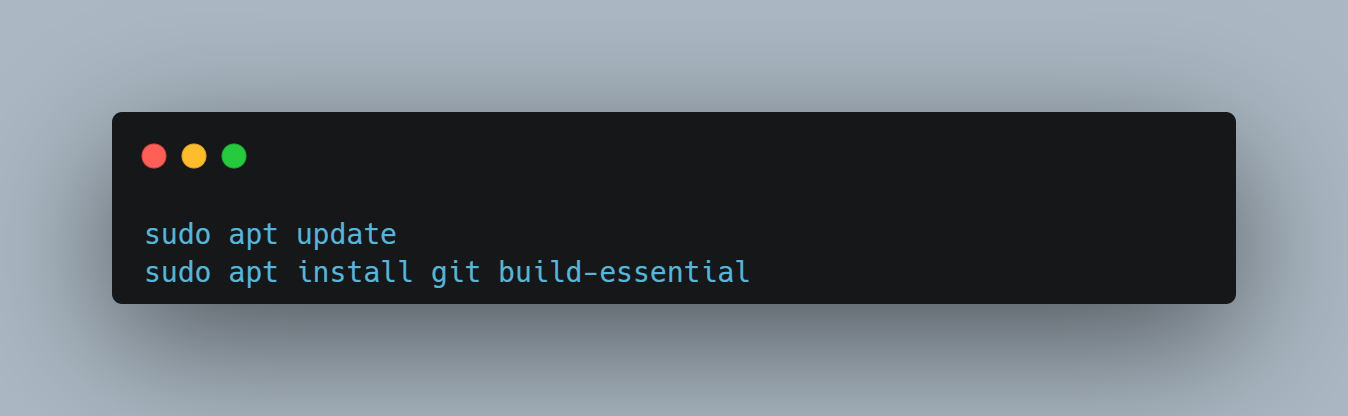 sudo apt update
sudo apt install git build-essential